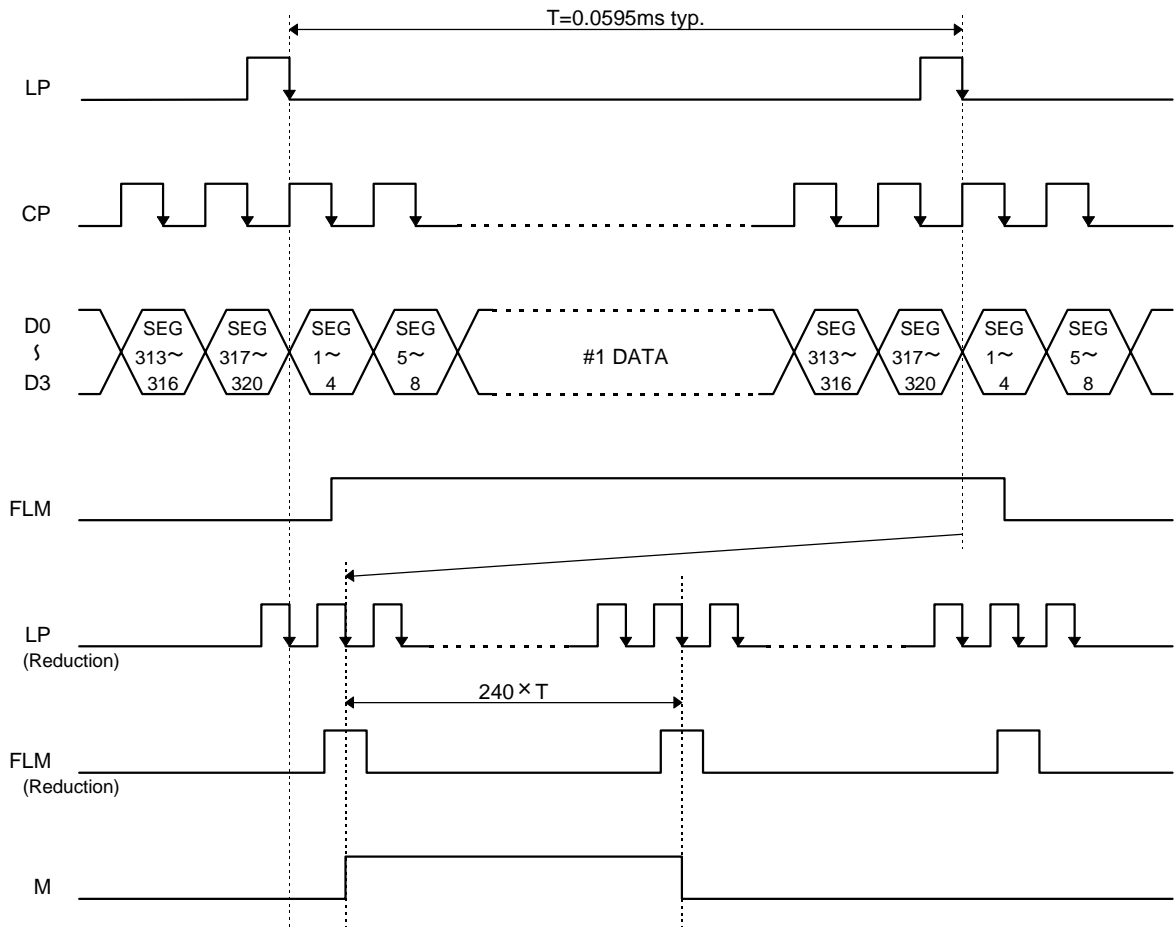 T=0.0595ms typ.
LP
CP
D0
~
D3
SEG
313~
316
SEG
317~
320
SEG
1~
4
SEG
5~
8
#1 DATA
SEG
313~
316
SEG
317~
320
SEG
1~
4
SEG
5~
8
FLM
LP
(Reduction)
240×T
FLM
(Reduction)
M